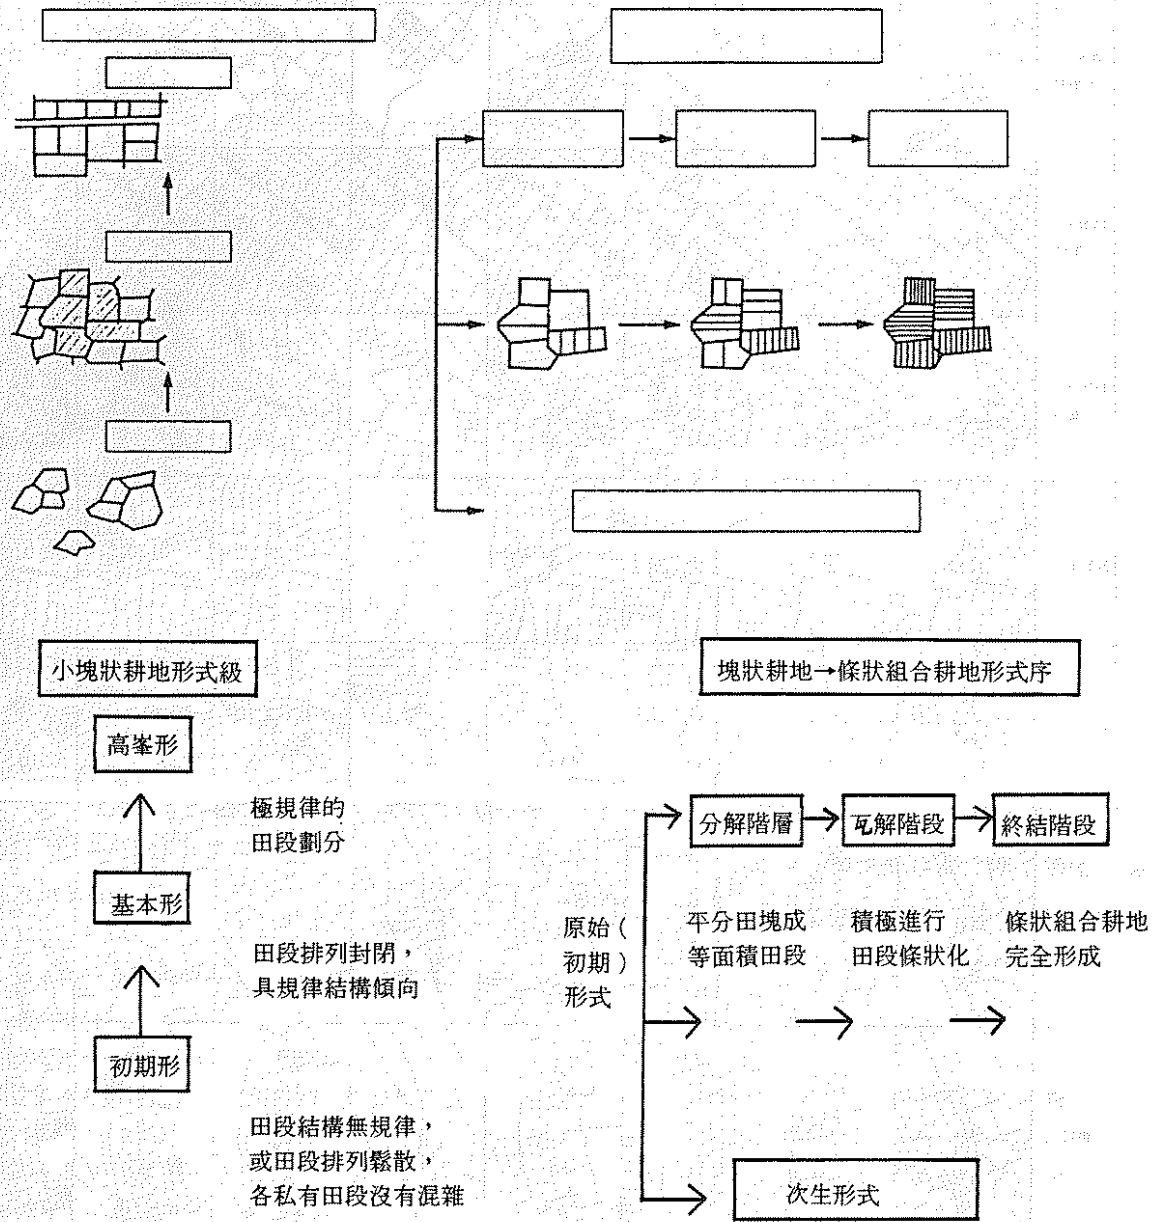 小塊狀耕地形式級
高峯形
極規律的
田段劃分
基本形
田段排列封閉，
具規律結構傾向
初期形
田段結構無規律，
或田段排列鬆散，
各私有田段沒有混雜
塊狀耕地→條狀組合耕地形式序
原始（
初期）
形式
分解階層
瓦解階段
終結階段
平分田塊成
等面積田段
積極進行
田段條狀化
條狀組合耕地
完全形成
次生形式